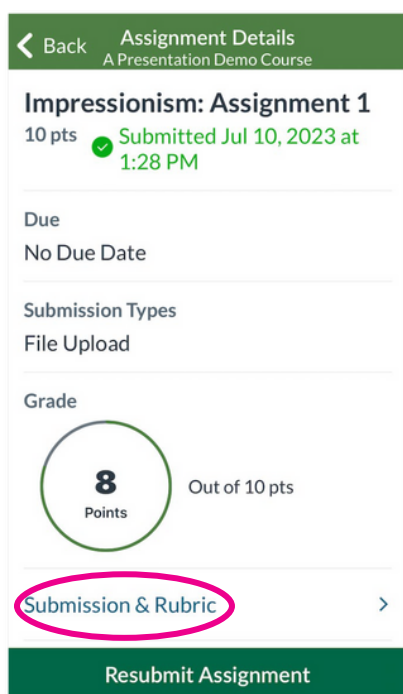 Back
Assignment Details
A Presentation Demo Course
Impressionism: Assignment 1
10 pts
Submitted Jul 10, 2023 at
1:28 PM
Due
No Due Date
Submission Types
File Upload
Grade
8
Points
Out of 10 pts
Submission & Rubric
Resubmit Assignment